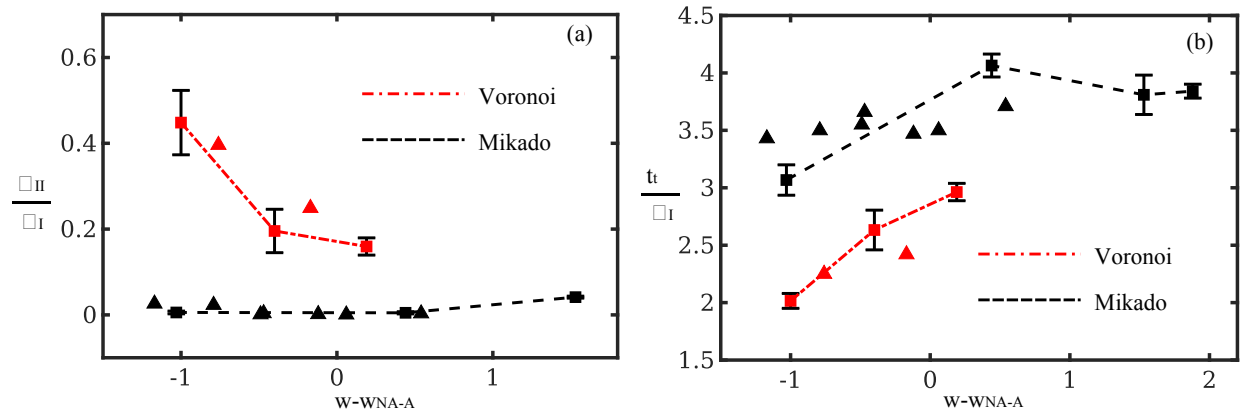 (a)
0.6
0.4
0.2
0
Voronoi
Mikado
□II
□I
-1 0 1
w-wNA-A
(b)
4.5
4
3.5
3
2.5
2
1.5
tt
□I
Voronoi
Mikado
-1 0 1 2
w-wNA-A